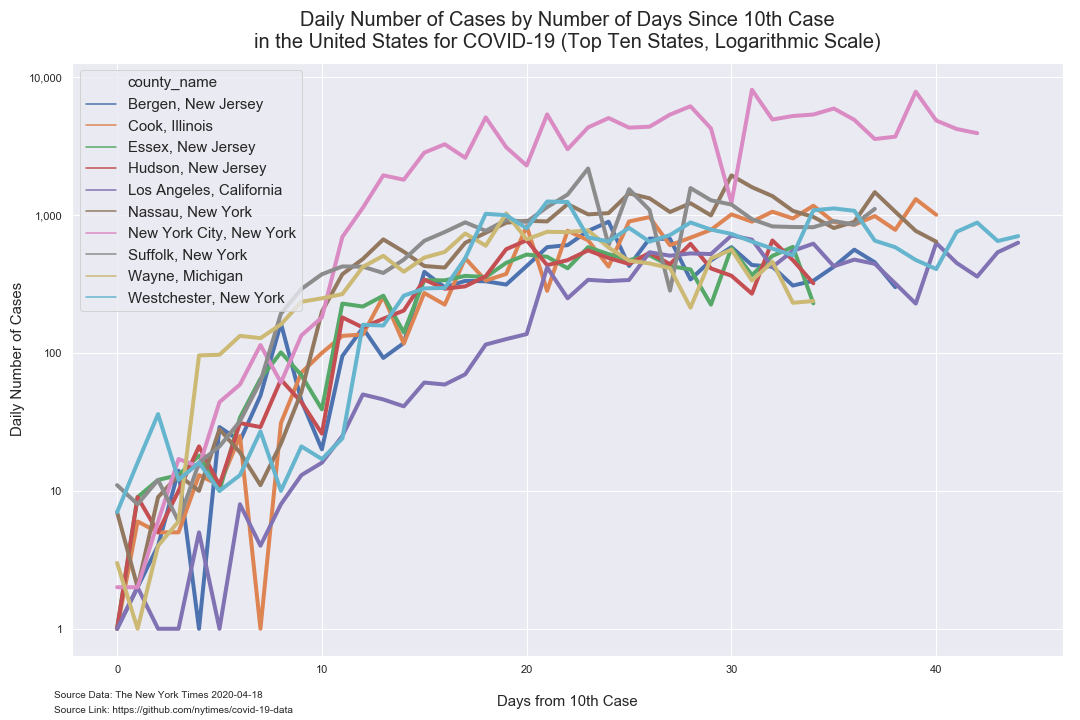 Daily Number of Cases by Number of Days Since 10th Case
in the United States for COVID-19 (Top Ten States, Logarithmic Scale)
10,000
1,000
100
10
1
Daily Number of Cases
county_name
Bergen, New Jersey
Cook, Illinois
Essex, New Jersey
Hudson, New Jersey
Los Angeles, California
Nassau, New York
New York City, New York
Suffolk, New York
Wayne, Michigan
Westchester, New York
0 10 20 30 40
Days from 10th Case
Source Data: The New York Times 2020-04-18
Source Link: https://github.com/nytimes/covid-19-data